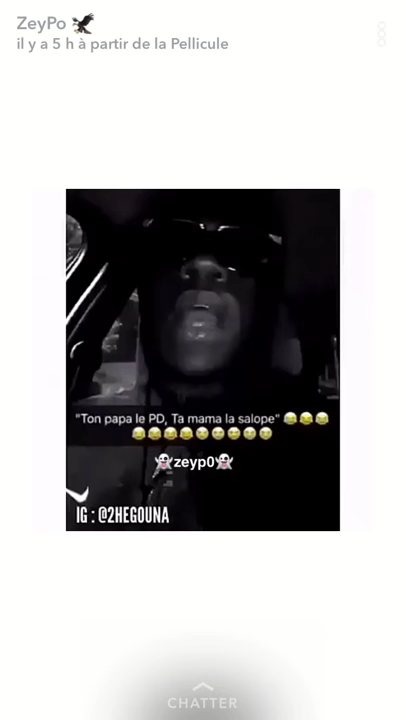 ZeyPo 🦅
il y a 5 h à partir de la Pellicule
"Ton papa le PD, Ta mama la salope" 😂😂😂
😂😂😂😂😂😂😂😂😂
👻zeyp0👻
IG : @2HEGOUNA
CHATTER